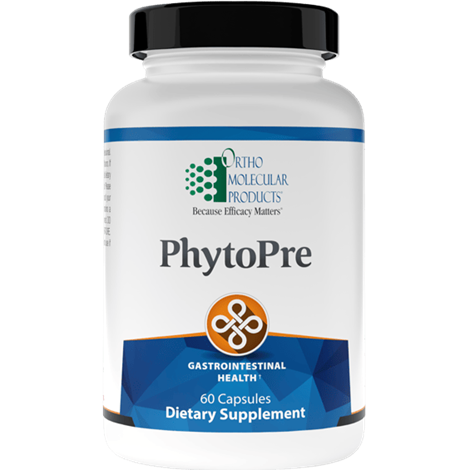 ORTHO
MOLECULAR
PRODUCTS®
Because Efficacy Matters®
PhytoPre
GASTROINTESTINAL
HEALTH†
60 Capsules
Dietary Supplement